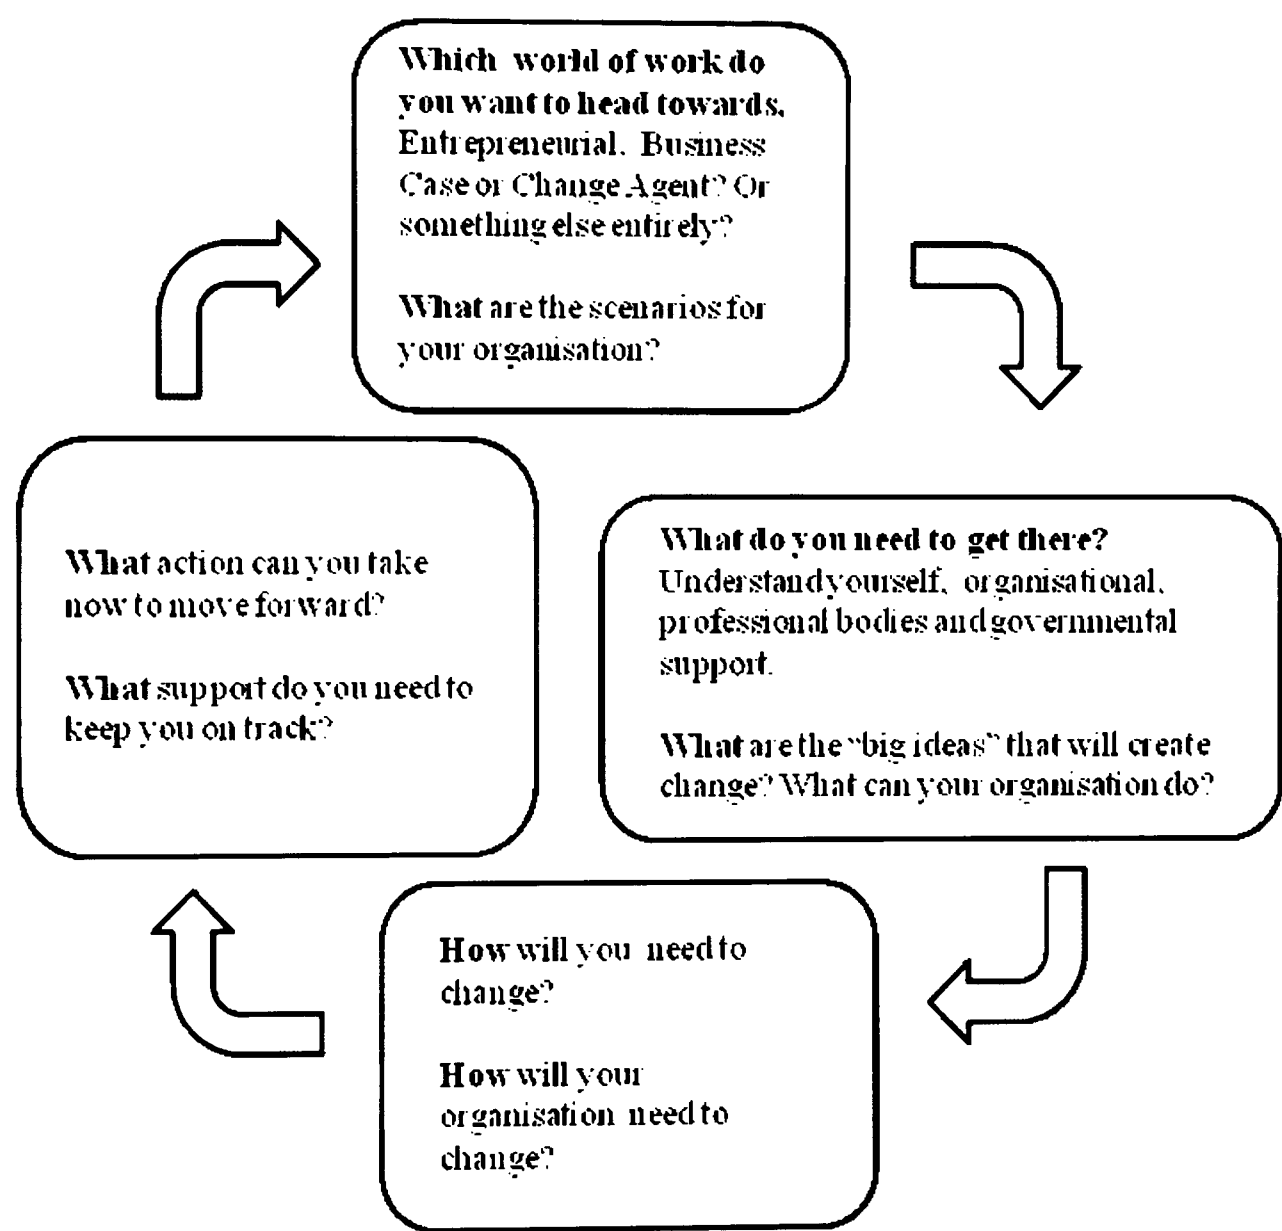 Which world of work do
you want to head towards,
Entrepreneurial, Business
Case or Change Agent? Or
something else entirely?
What are the scenarios for
your organisation?
What do you need to get there?
Understand yourself, organisational,
professional bodies and governmental
support.
What are the “big ideas” that will create
change? What can your organisation do?
How will you need to
change?
How will your
organisation need to
change?
What action can you take
now to move forward?
What support do you need to
keep you on track?